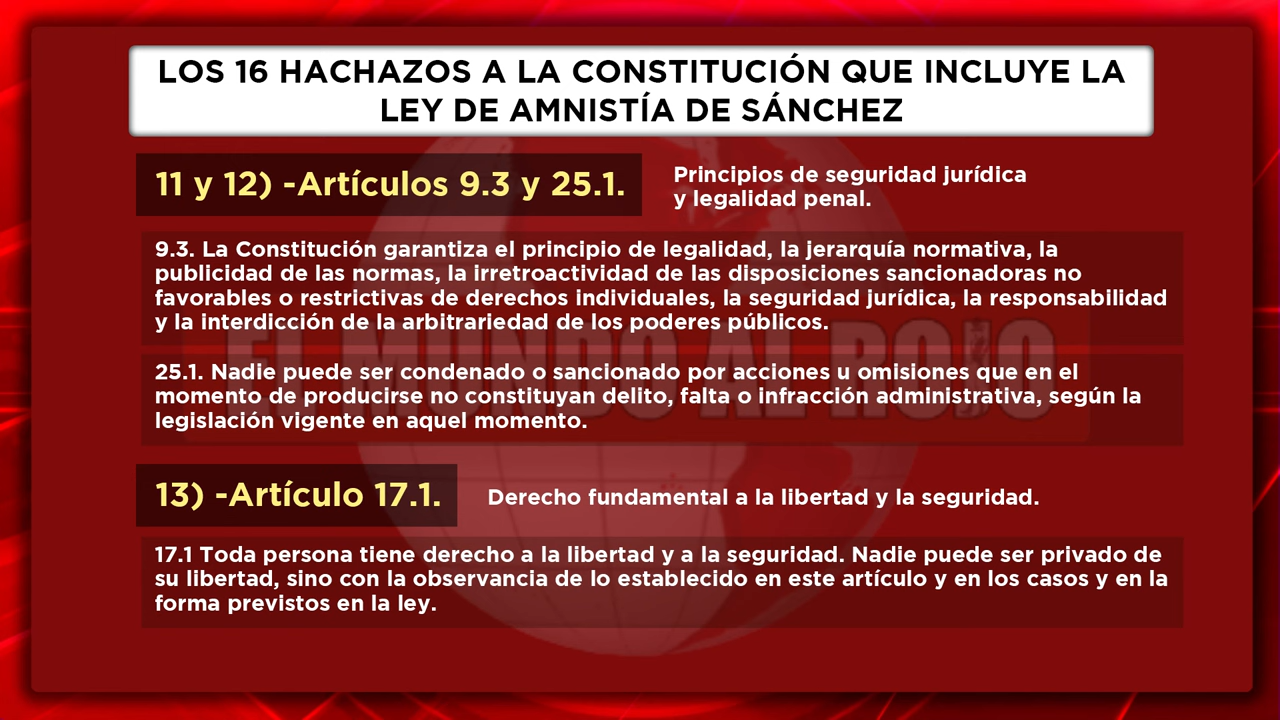 LOS 16 HACHAZOS A LA CONSTITUCIÓN QUE INCLUYE LA
LEY DE AMNISTÍA DE SÁNCHEZ
11 y 12) -Artículos 9.3 y 25.1.
Principios de seguridad jurídica
y legalidad penal.
9.3. La Constitución garantiza el principio de legalidad, la jerarquía normativa, la
publicidad de las normas, la irretroactividad de las disposiciones sancionadoras no
favorables o restrictivas de derechos individuales, la seguridad jurídica, la responsabilidad
y la interdicción de la arbitrariedad de los poderes públicos.
EL MUNDO AL ROJO
25.1. Nadie puede ser condenado o sancionado por acciones u omisiones que en el
momento de producirse no constituyan delito, falta o infracción administrativa, según la
legislación vigente en aquel momento.
13) -Artículo 17.1.
Derecho fundamental a la libertad y la seguridad.
17.1 Toda persona tiene derecho a la libertad y a la seguridad. Nadie puede ser privado de
su libertad, sino con la observancia de lo establecido en este artículo y en los casos y en la
forma previstos en la ley.